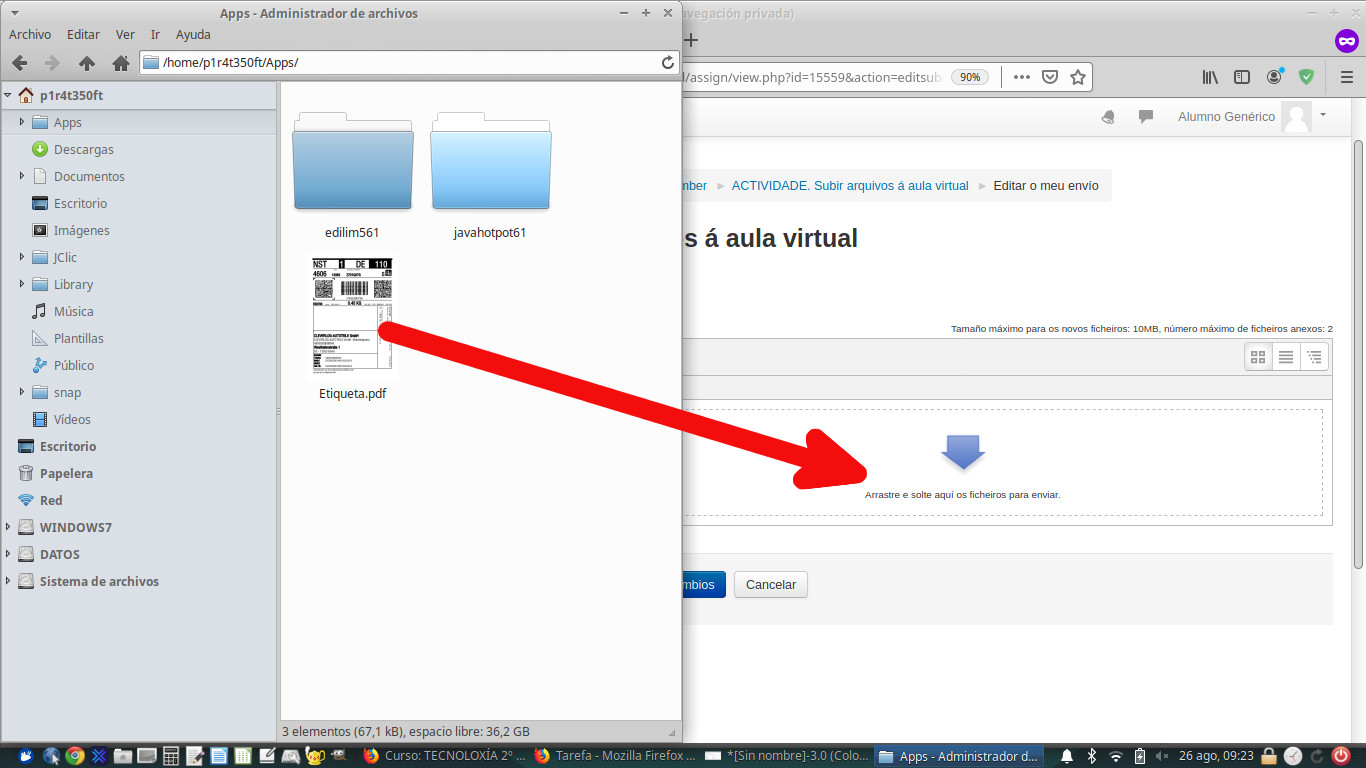 Apps - Administrador de archivos
avegación privada)
Archivo Editar Ver Ir Ayuda
/home/p1r4t350ft/Apps/
l/assign/view.php?id=15559&action=editsub
90%
p1r4t350ft
Apps
Descargas
Documentos
Escritorio
Imágenes
JClic
Library
Música
Plantillas
Público
snap
Vídeos
Escritorio
Papelera
Red
WINDOWS7
DATOS
Sistema de archivos
edilim561
javahotpot61
NST 1 DE 110
4606
Etiqueta.pdf
3 elementos (67,1 kB), espacio libre: 36,2 GB
Alumno Genérico
mber ► ACTIVIDADE. Subir arquivos á aula virtual ► Editar o meu envío
s á aula virtual
Tamaño máximo para os novos ficheiros: 10MB, número máximo de ficheiros anexos: 2
Arrastre e solte aquí os ficheiros para enviar.
mbios
Cancelar
Curso: TECNOLOXÍA 2º ...
Tarefa - Mozilla Firefox ...
*[Sin nombre]-3.0 (Colo...
Apps - Administrador d...
26 ago, 09:23